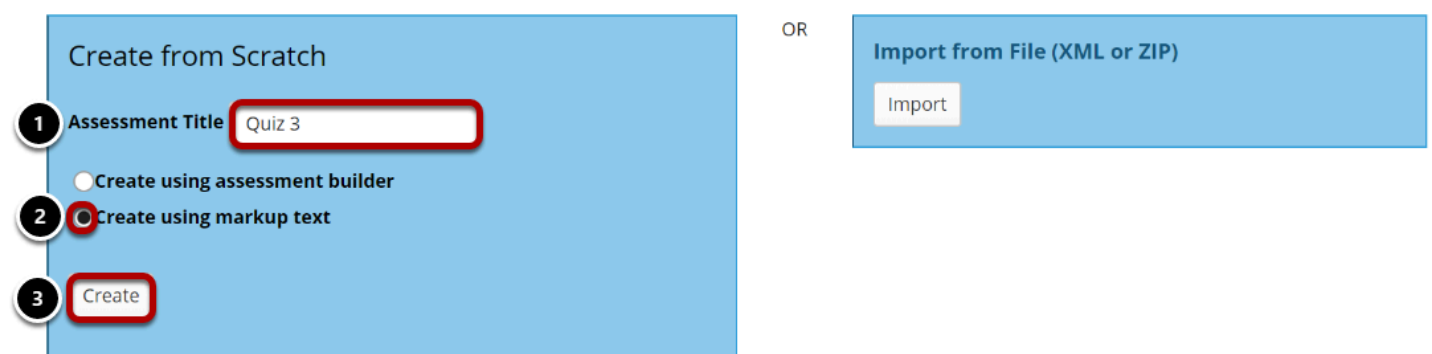 Create from Scratch
1 Assessment Title Quiz 3
Create using assessment builder
2 Create using markup text
3 Create
OR
Import from File (XML or ZIP)
Import